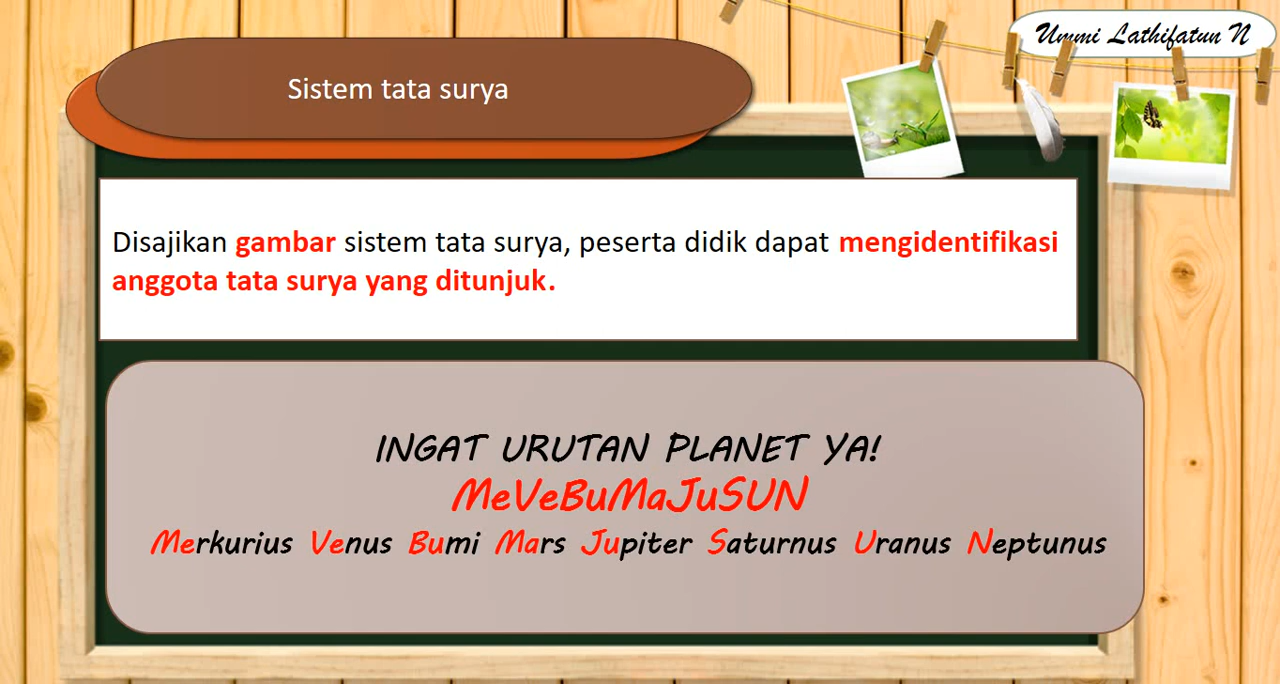 Ummi Lathifatun N
Sistem tata surya
Disajikan gambar sistem tata surya, peserta didik dapat mengidentifikasi
anggota tata surya yang ditunjuk.
INGAT URUTAN PLANET YA!
MeVeBuMaJuSUN
Merkurius Venus Bumi Mars Jupiter Saturnus Uranus Neptunus